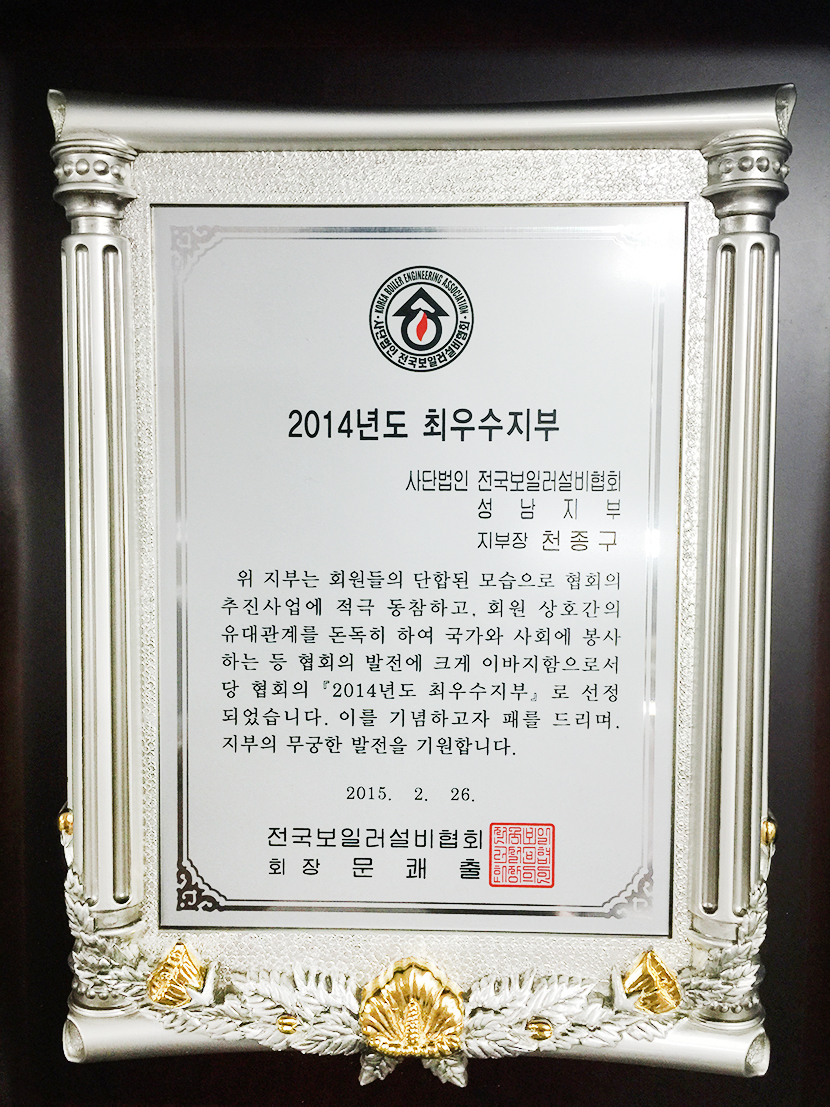 KOREA BOILER ENGINEERING ASSOCIATION
사단법인 전국보일러설비협회
2014년도 최우수지부
사단법인 전국보일러설비협회
성 남 지 부
지부장 천종구
위 지부는 회원들의 단합된 모습으로 협회의
추진사업에 적극 동참하고, 회원 상호간의
유대관계를 돈독히 하여 국가와 사회에 봉사
하는 등 협회의 발전에 크게 이바지함으로서
당 협회의 『2014년도 최우수지부』로 선정
되었습니다. 이를 기념하고자 패를 드리며,
지부의 무궁한 발전을 기원합니다.
2015. 2. 26.
전국보일러설비협회
회 장 문 쾌 출